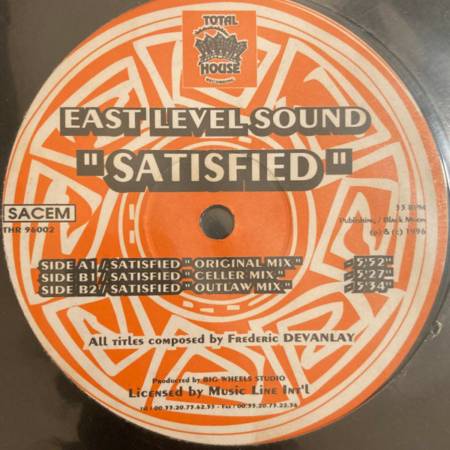 TOTAL
HOUSE
RECORDING
EAST LEVEL SOUND
"SATISFIED"
SACEM
THR 96002
33 RPM
Publishing / Black Moon
(p) & (c) 1996
SIDE A1 / SATISFIED " ORIGINAL MIX " 5'52"
SIDE B1 / SATISFIED " CELLER MIX " 5'27"
SIDE B2 / SATISFIED " OUTLAW MIX " 5'34"
All titles composed by Frederic DEVANLAY
Produced by BIG WHEELS STUDIO
Licensed by Music Line Int'l